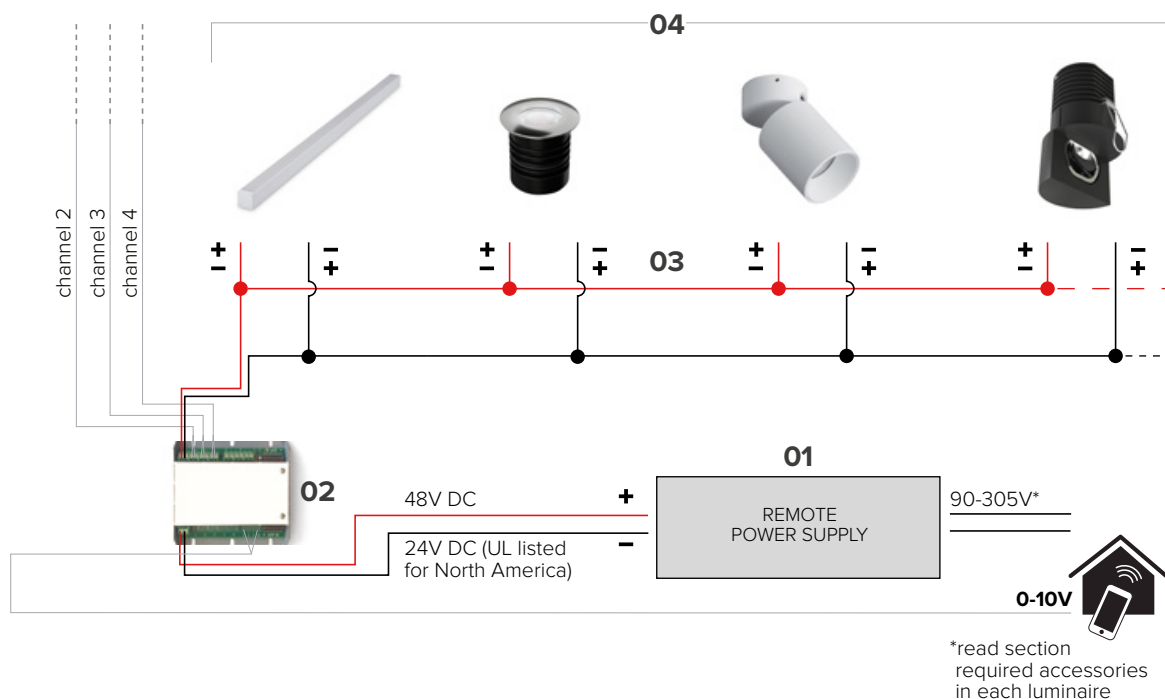 04
channel 2
channel 3
channel 4
+ − − + + − − + + − − + + − − +
03
02
01
48V DC
+
REMOTE
POWER SUPPLY
90-305V*
24V DC (UL listed
for North America)
−
0-10V
*read section
required accessories
in each luminaire